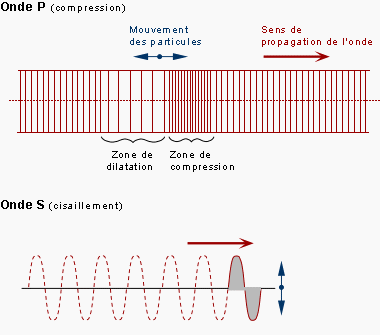 Onde P (compression)
Mouvement
des particules
Sens de
propagation de l'onde
Zone de
dilatation
Zone de
compression
Onde S (cisaillement)